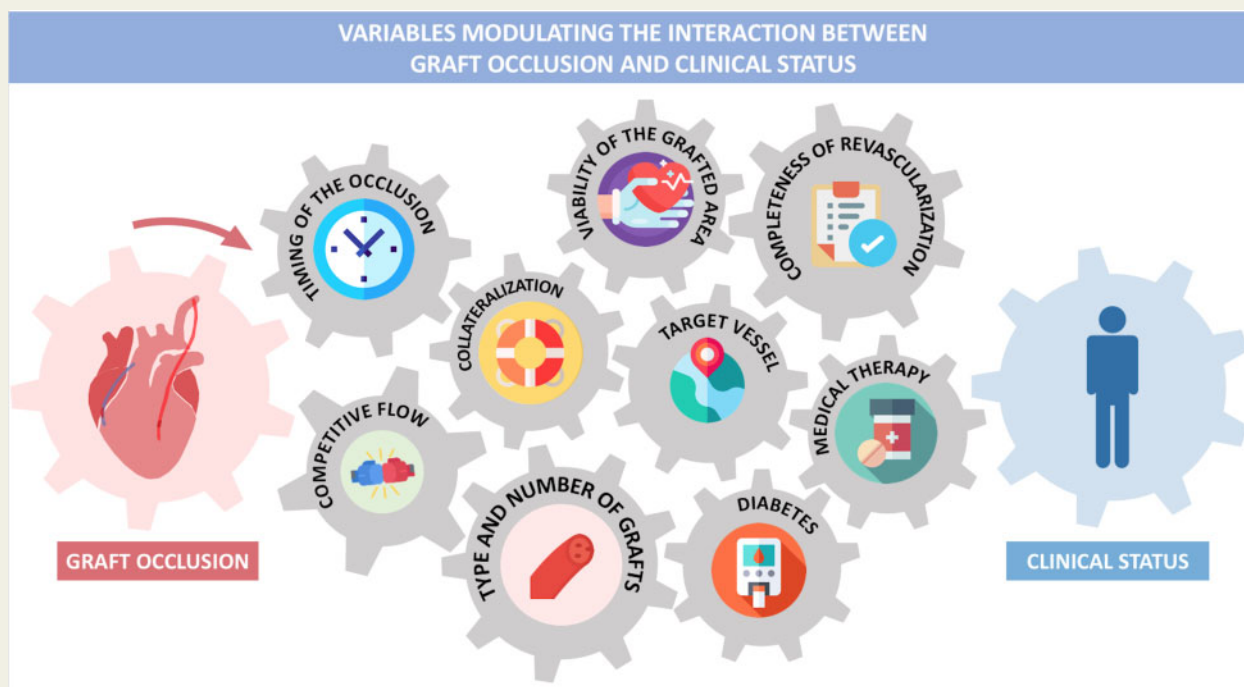 VARIABLES MODULATING THE INTERACTION BETWEEN
GRAFT OCCLUSION AND CLINICAL STATUS
TIMING OF THE OCCLUSION
VIABILITY OF THE GRAFTED AREA
COMPLETENESS OF REVASCULARIZATION
COLLATERALIZATION
TARGET VESSEL
MEDICAL THERAPY
COMPETITIVE FLOW
TYPE AND NUMBER OF GRAFTS
DIABETES
GRAFT OCCLUSION
CLINICAL STATUS